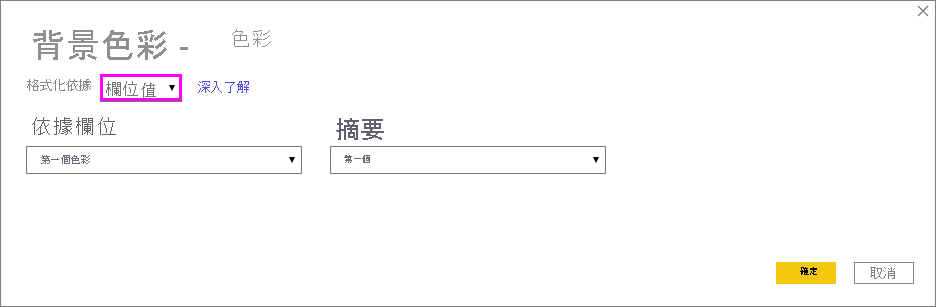 背景色彩 - 色彩
格式化依據 欄位值 深入了解
依據欄位 摘要
第一個色彩 第一個
確定 取消